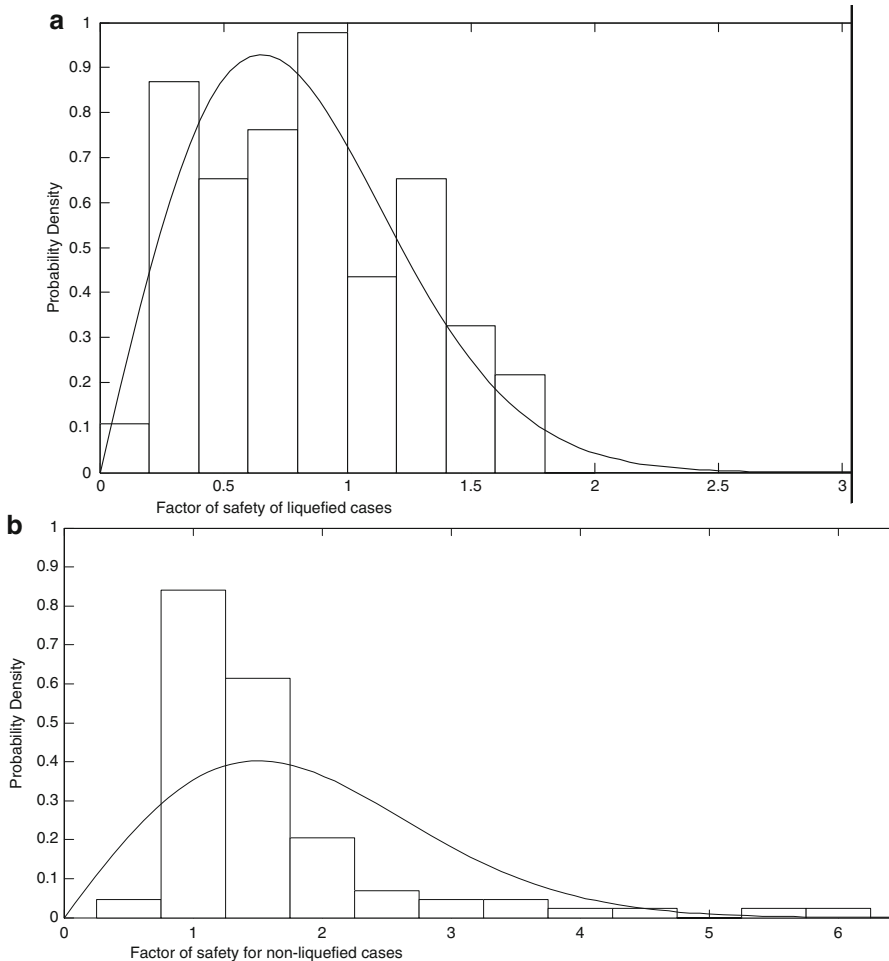 a
1
0.9
0.8
0.7
0.6
0.5
0.4
0.3
0.2
0.1
0
Probability Density
0 0.5 1 1.5 2 2.5 3
Factor of safety of liquefied cases
b
1
0.9
0.8
0.7
0.6
0.5
0.4
0.3
0.2
0.1
0
Probability Density
0 1 2 3 4 5 6
Factor of safety for non-liquefied cases